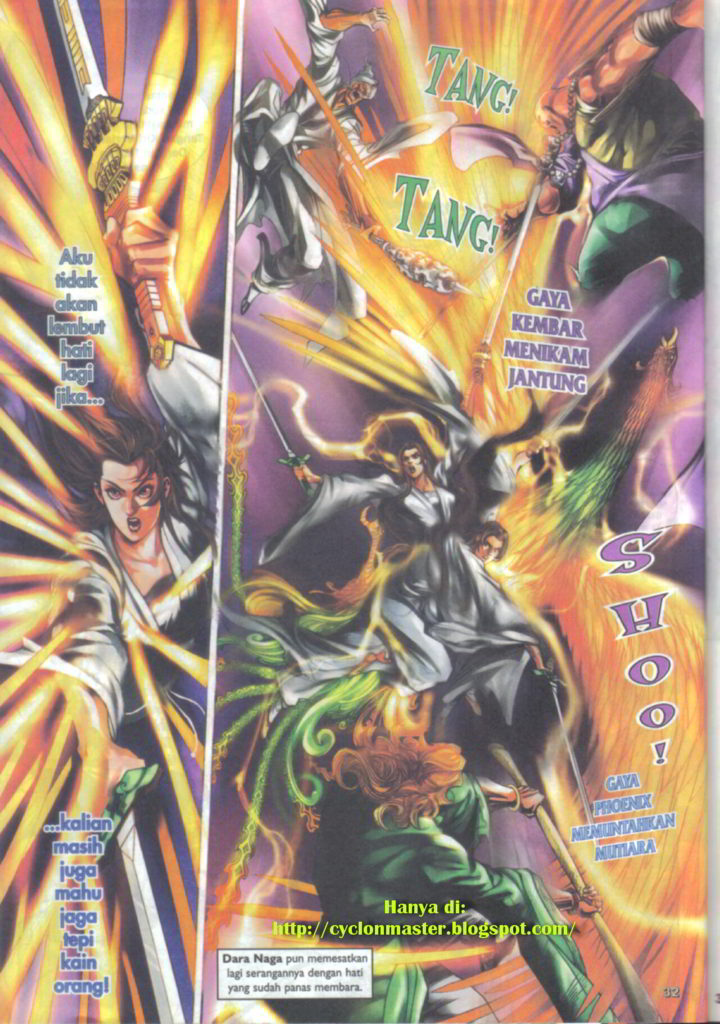 Aku
tidak
akan
lembut
hati
lagi
jika...
...kalian
masih
juga
mahu
jaga
tepi
kain
orang!
TANG!
TANG!
GAYA
KEMBAR
MENIKAM
JANTUNG
SHOO!
GAYA
PHOENIX
MEMUNTAHKAN
MUTIARA
Hanya di:
http://cyclonmaster.blogspot.com/
Dara Naga pun memesatkan
lagi serangannya dengan hati
yang sudah panas membara.
32